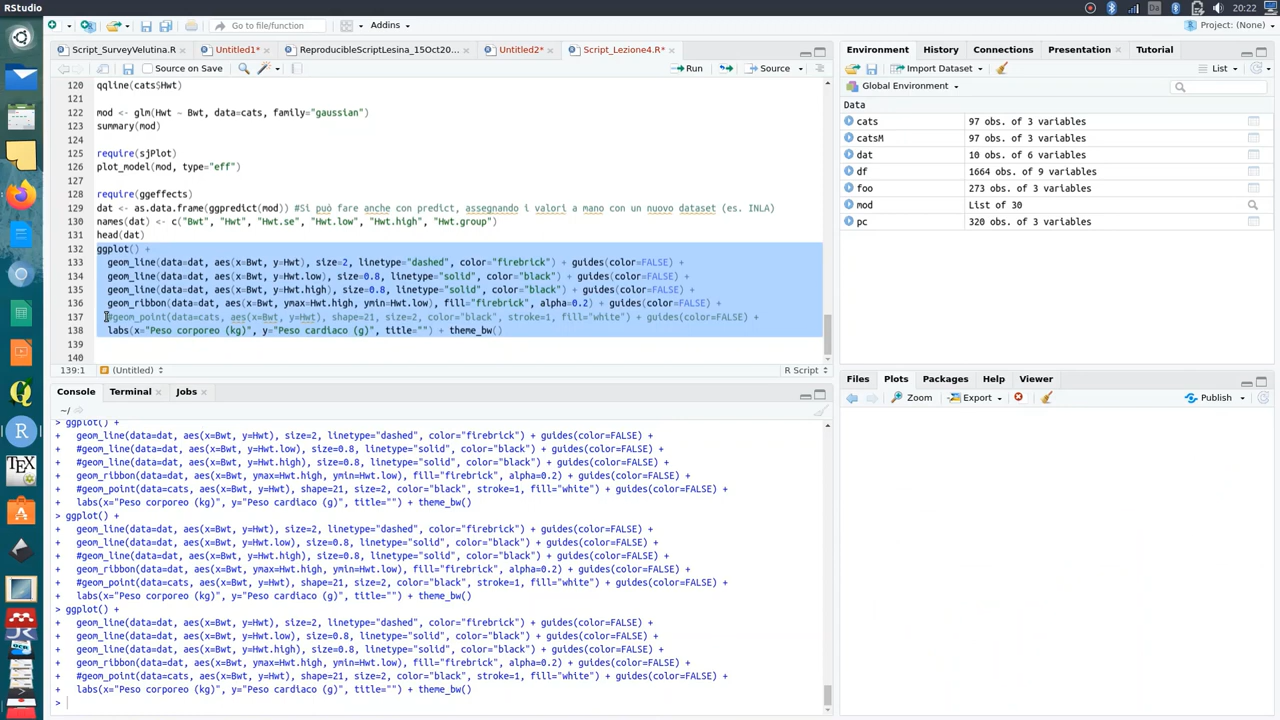 RStudio
Da
20:22
Go to file/function
Addins
Project: (None)
Script_SurveyVelutina.R
Untitled1*
ReproducibleScriptLesina_15Oct20...
Untitled2*
Script_Lezione4.R*
Source on Save
Run
Source
120 qqline(cats$Hwt)
121
122 mod <- glm(Hwt ~ Bwt, data=cats, family="gaussian")
123 summary(mod)
124
125 require(sjPlot)
126 plot_model(mod, type="eff")
127
128 require(ggeffects)
129 dat <- as.data.frame(ggpredict(mod)) #Si può fare anche con predict, assegnando i valori a mano con un nuovo dataset (es. INLA)
130 names(dat) <- c("Bwt", "Hwt", "Hwt.se", "Hwt.low", "Hwt.high", "Hwt.group")
131 head(dat)
132 ggplot() +
133 geom_line(data=dat, aes(x=Bwt, y=Hwt), size=2, linetype="dashed", color="firebrick") + guides(color=FALSE) +
134 geom_line(data=dat, aes(x=Bwt, y=Hwt.low), size=0.8, linetype="solid", color="black") + guides(color=FALSE) +
135 geom_line(data=dat, aes(x=Bwt, y=Hwt.high), size=0.8, linetype="solid", color="black") + guides(color=FALSE) +
136 geom_ribbon(data=dat, aes(x=Bwt, ymax=Hwt.high, ymin=Hwt.low), fill="firebrick", alpha=0.2) + guides(color=FALSE) +
137 #geom_point(data=cats, aes(x=Bwt, y=Hwt), shape=21, size=2, color="black", stroke=1, fill="white") + guides(color=FALSE) +
138 labs(x="Peso corporeo (kg)", y="Peso cardiaco (g)", title="") + theme_bw()
139
140
139:1
(Untitled)
R Script
Console
Terminal
Jobs
~/
> ggplot() +
+ geom_line(data=dat, aes(x=Bwt, y=Hwt), size=2, linetype="dashed", color="firebrick") + guides(color=FALSE) +
+ #geom_line(data=dat, aes(x=Bwt, y=Hwt.low), size=0.8, linetype="solid", color="black") + guides(color=FALSE) +
+ #geom_line(data=dat, aes(x=Bwt, y=Hwt.high), size=0.8, linetype="solid", color="black") + guides(color=FALSE) +
+ geom_ribbon(data=dat, aes(x=Bwt, ymax=Hwt.high, ymin=Hwt.low), fill="firebrick", alpha=0.2) + guides(color=FALSE) +
+ #geom_point(data=cats, aes(x=Bwt, y=Hwt), shape=21, size=2, color="black", stroke=1, fill="white") + guides(color=FALSE) +
+ labs(x="Peso corporeo (kg)", y="Peso cardiaco (g)", title="") + theme_bw()
> ggplot() +
+ geom_line(data=dat, aes(x=Bwt, y=Hwt), size=2, linetype="dashed", color="firebrick") + guides(color=FALSE) +
+ geom_line(data=dat, aes(x=Bwt, y=Hwt.low), size=0.8, linetype="solid", color="black") + guides(color=FALSE) +
+ #geom_line(data=dat, aes(x=Bwt, y=Hwt.high), size=0.8, linetype="solid", color="black") + guides(color=FALSE) +
+ geom_ribbon(data=dat, aes(x=Bwt, ymax=Hwt.high, ymin=Hwt.low), fill="firebrick", alpha=0.2) + guides(color=FALSE) +
+ #geom_point(data=cats, aes(x=Bwt, y=Hwt), shape=21, size=2, color="black", stroke=1, fill="white") + guides(color=FALSE) +
+ labs(x="Peso corporeo (kg)", y="Peso cardiaco (g)", title="") + theme_bw()
> ggplot() +
+ geom_line(data=dat, aes(x=Bwt, y=Hwt), size=2, linetype="dashed", color="firebrick") + guides(color=FALSE) +
+ geom_line(data=dat, aes(x=Bwt, y=Hwt.low), size=0.8, linetype="solid", color="black") + guides(color=FALSE) +
+ geom_line(data=dat, aes(x=Bwt, y=Hwt.high), size=0.8, linetype="solid", color="black") + guides(color=FALSE) +
+ geom_ribbon(data=dat, aes(x=Bwt, ymax=Hwt.high, ymin=Hwt.low), fill="firebrick", alpha=0.2) + guides(color=FALSE) +
+ #geom_point(data=cats, aes(x=Bwt, y=Hwt), shape=21, size=2, color="black", stroke=1, fill="white") + guides(color=FALSE) +
+ labs(x="Peso corporeo (kg)", y="Peso cardiaco (g)", title="") + theme_bw()
>
Environment
History
Connections
Presentation
Tutorial
Import Dataset
List
Global Environment
Data
cats 97 obs. of 3 variables
catsM 97 obs. of 3 variables
dat 10 obs. of 6 variables
df 1664 obs. of 9 variables
foo 273 obs. of 3 variables
mod List of 30
pc 320 obs. of 3 variables
Files
Plots
Packages
Help
Viewer
Zoom
Export
Publish